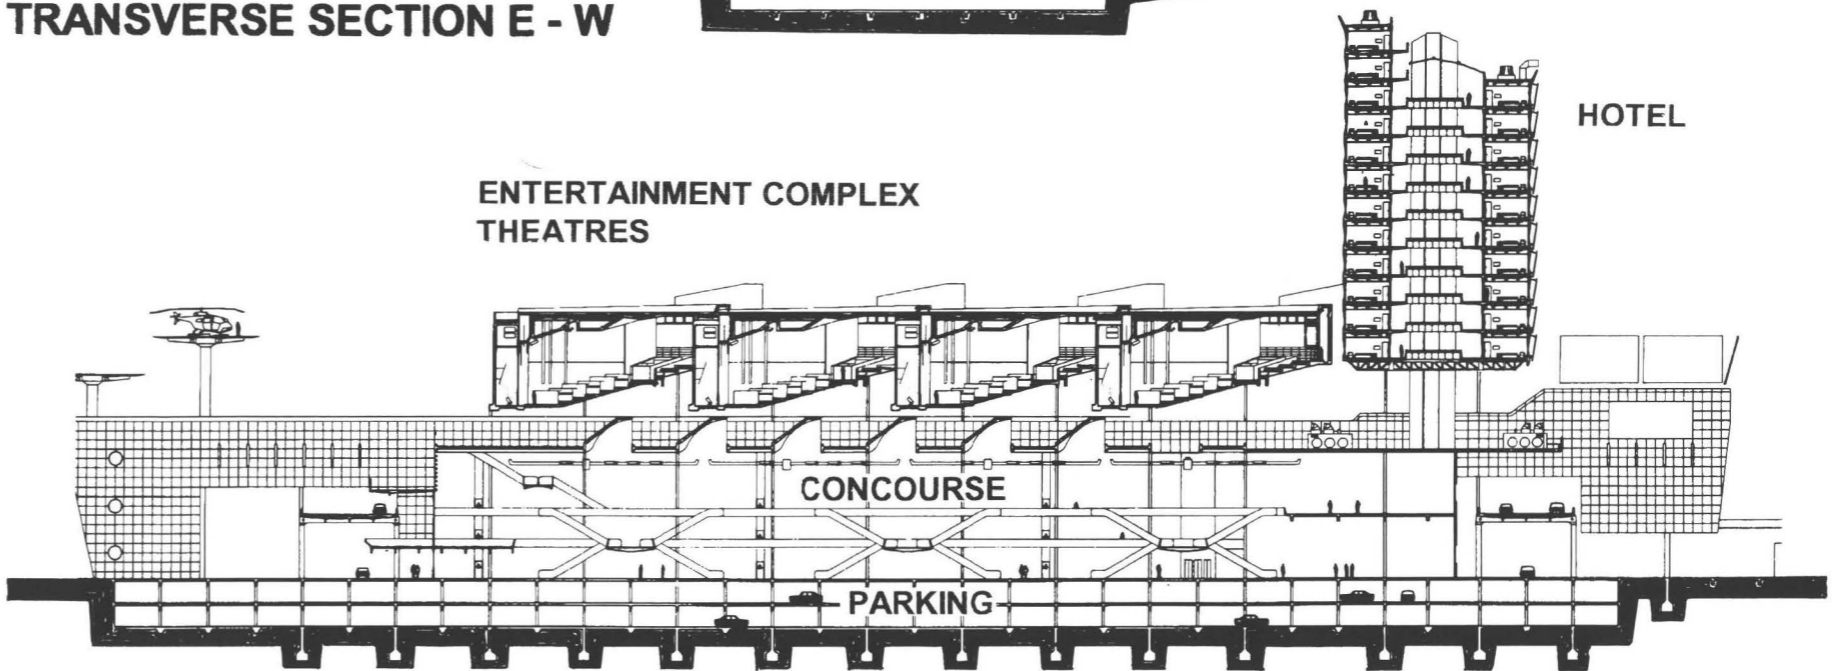 TRANSVERSE SECTION E - W
HOTEL
ENTERTAINMENT COMPLEX
THEATRES
CONCOURSE
PARKING